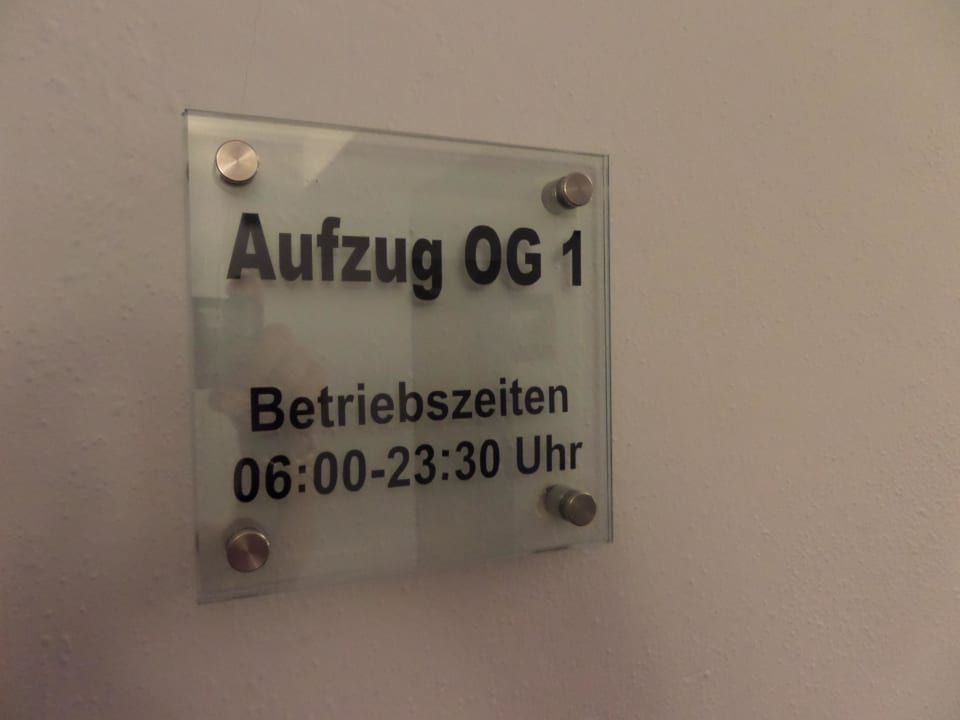 Aufzug OG 1
Betriebszeiten
06:00-23:30 Uhr